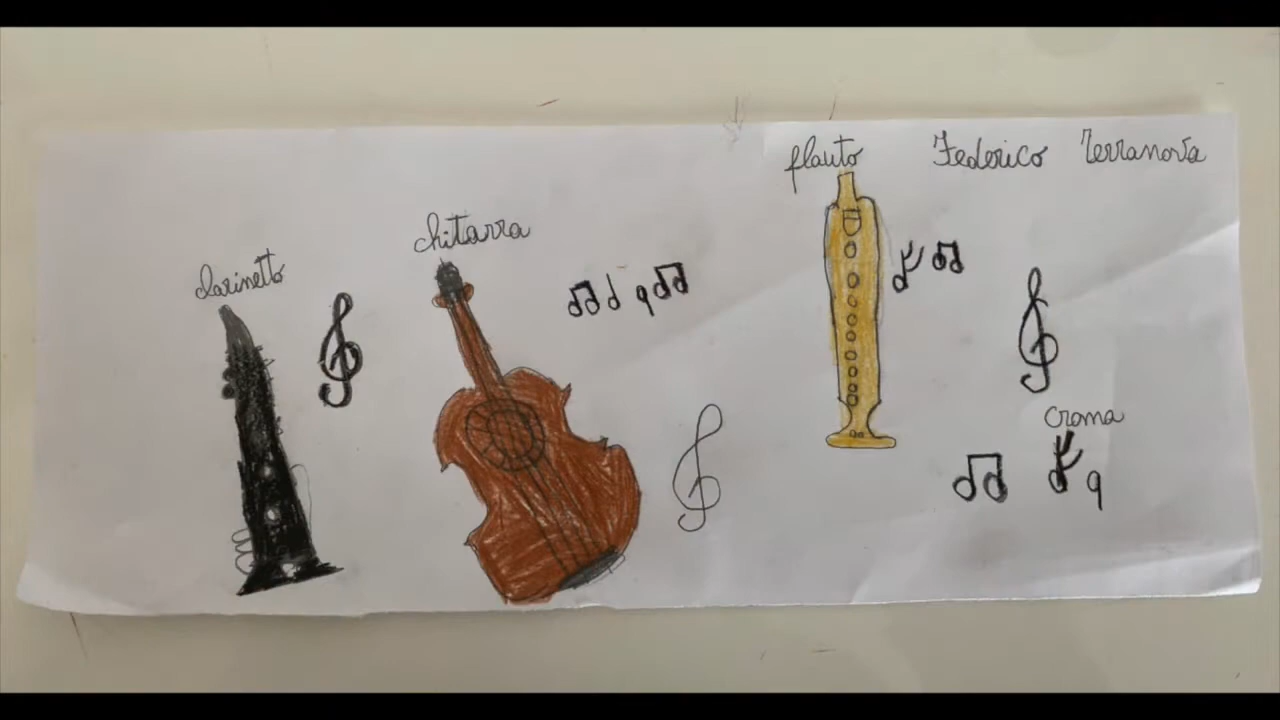 flauto
Federico Terranova
chitarra
clarinetto
croma